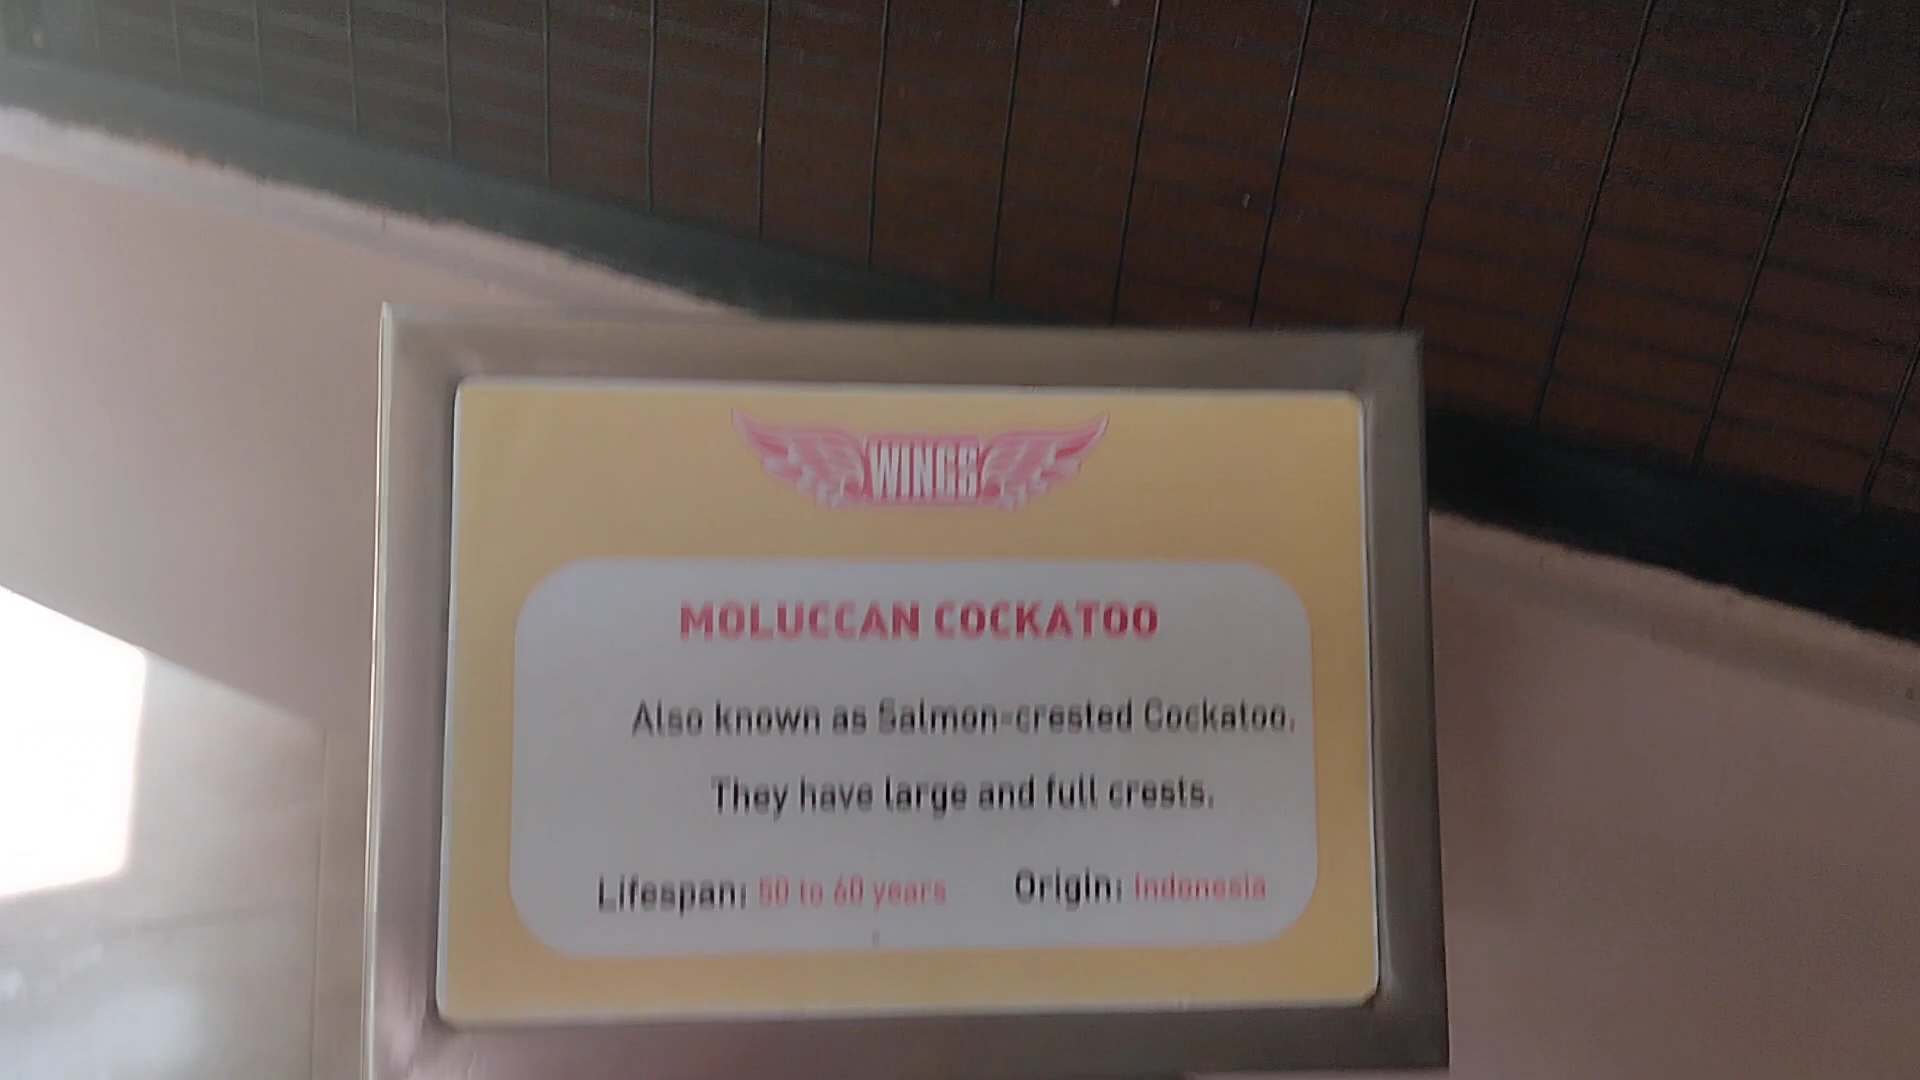 WINGS
MOLUCCAN COCKATOO
Also known as Salmon-crested Cockatoo.
They have large and full crests.
Lifespan: 50 to 60 years Origin: Indonesia